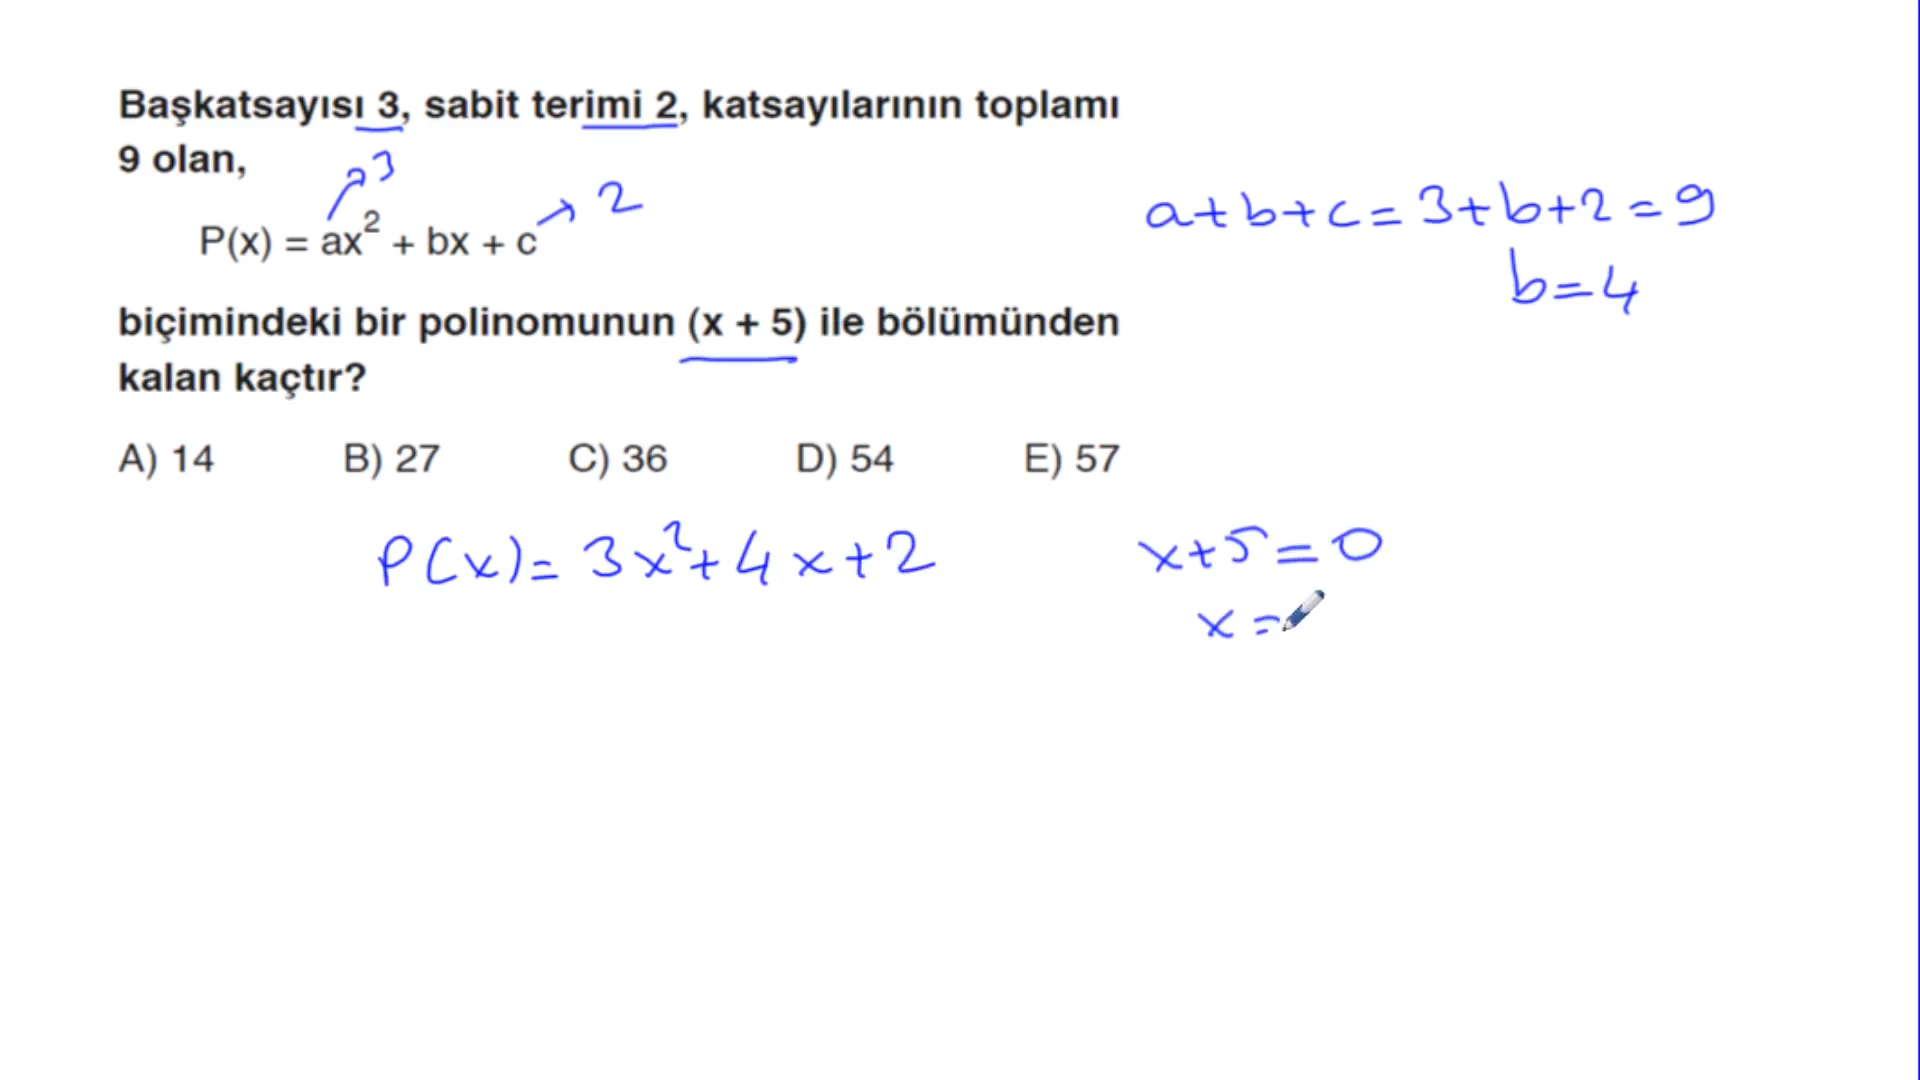 Başkatsayısı 3, sabit terimi 2, katsayılarının toplamı
9 olan,
3
2
P(x) = ax² + bx + c
a+b+c=3+b+2=9
b=4
biçimindeki bir polinomunun (x + 5) ile bölümünden
kalan kaçtır?
A) 14 B) 27 C) 36 D) 54 E) 57
P(x)=3x²+4x+2
x+5=0
x=